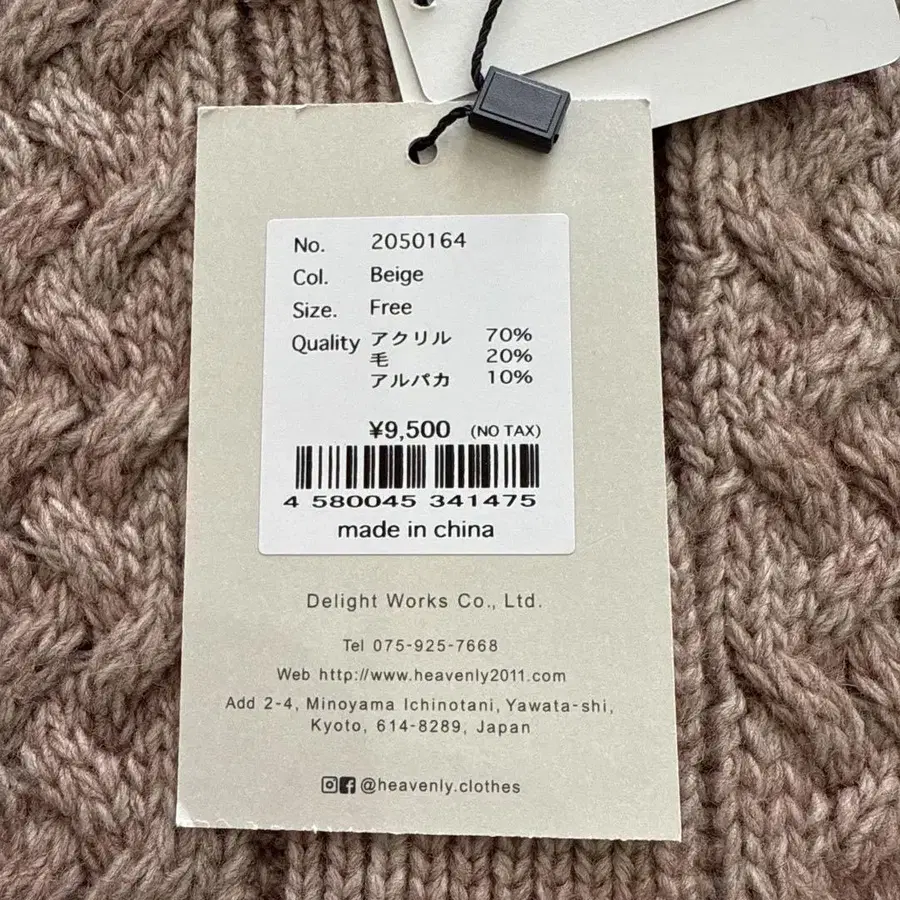 No. 2050164
Col. Beige
Size. Free
Quality アクリル 70%
毛 20%
アルパカ 10%
¥9,500 (NO TAX)
4 580045 341475
made in china
Delight Works Co., Ltd.
Tel 075-925-7668
Web http://www.heavenly2011.com
Add 2-4, Minoyama Ichinotani, Yawata-shi,
Kyoto, 614-8289, Japan
@heavenly.clothes